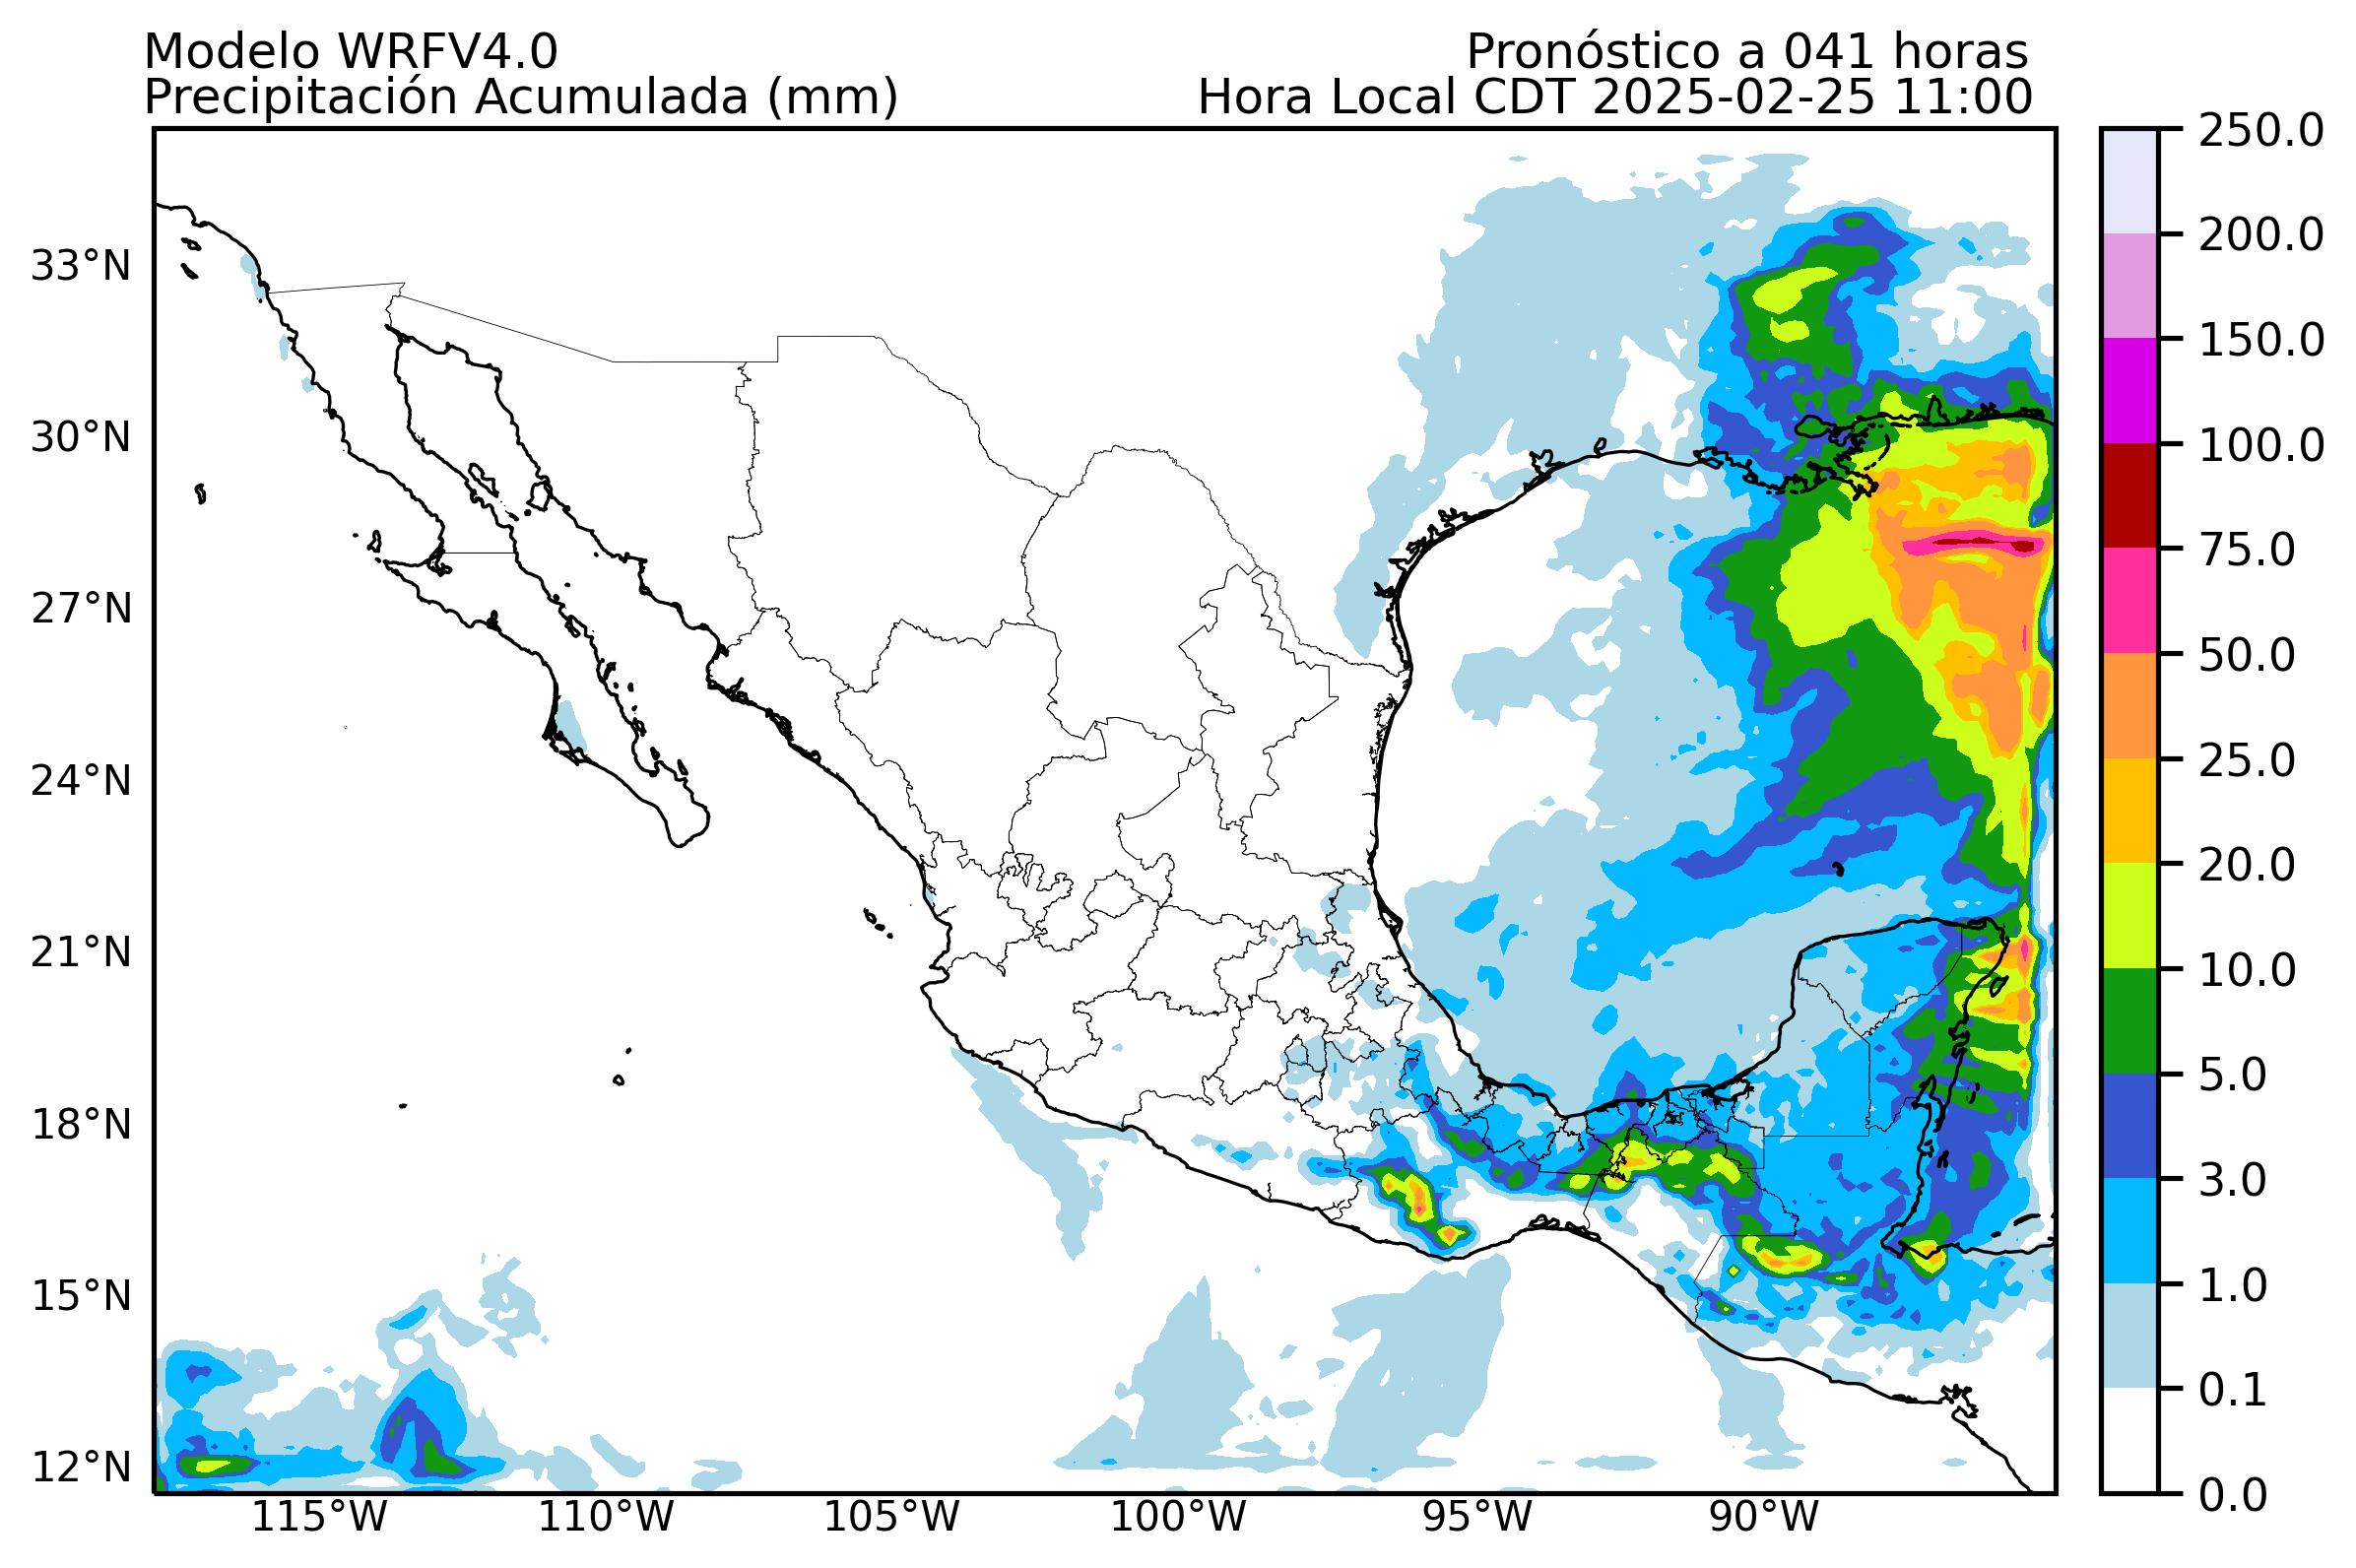 Modelo WRFV4.0
Pronóstico a 041 horas
Precipitación Acumulada (mm)
Hora Local CDT 2025-02-25 11:00
33°N
30°N
27°N
24°N
21°N
18°N
15°N
12°N
115°W
110°W
105°W
100°W
95°W
90°W
250.0
200.0
150.0
100.0
75.0
50.0
25.0
20.0
10.0
5.0
3.0
1.0
0.1
0.0